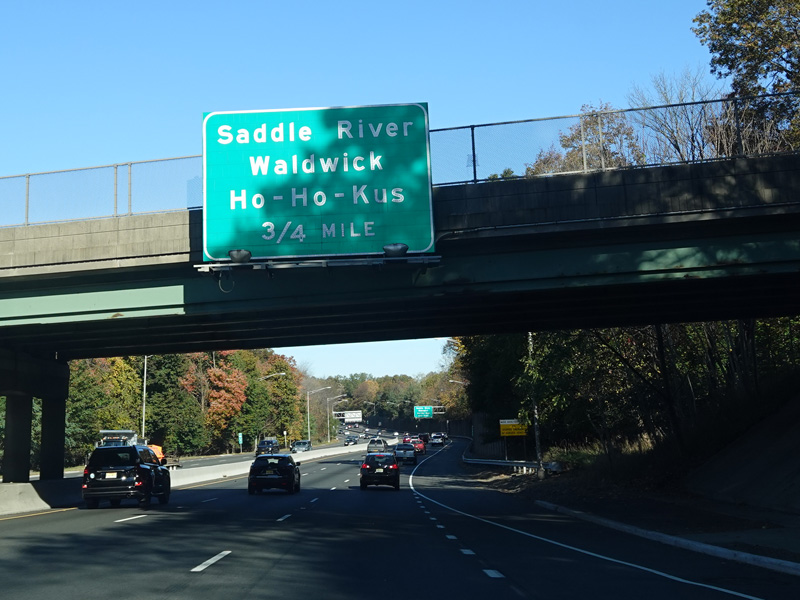 Saddle River
Waldwick
Ho-Ho-Kus
3/4 MILE